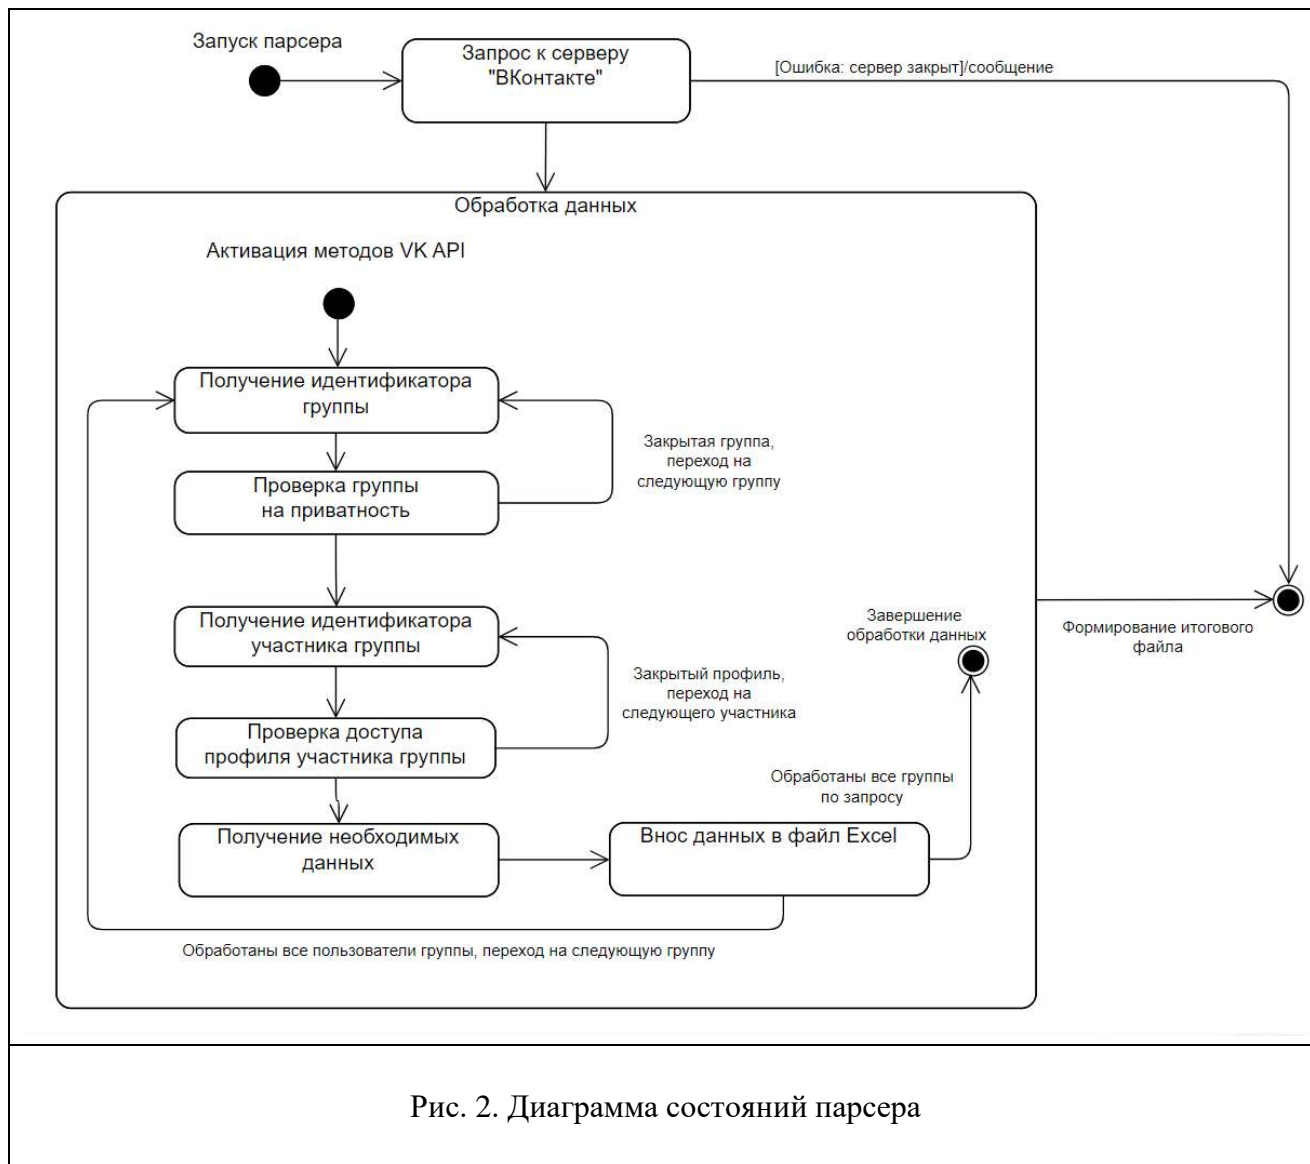 Запуск парсера
Запрос к серверу
"ВКонтакте"
[Ошибка: сервер закрыт]/сообщение
Обработка данных
Активация методов VK API
Получение идентификатора
группы
Закрытая группа,
переход на
следующую группу
Проверка группы
на приватность
Получение идентификатора
участника группы
Завершение
обработки данных
Формирование итогового
файла
Закрытый профиль,
переход на
следующего участника
Проверка доступа
профиля участника группы
Обработаны все группы
по запросу
Получение необходимых
данных
Внос данных в файл Excel
Обработаны все пользователи группы, переход на следующую группу
Рис. 2. Диаграмма состояний парсера